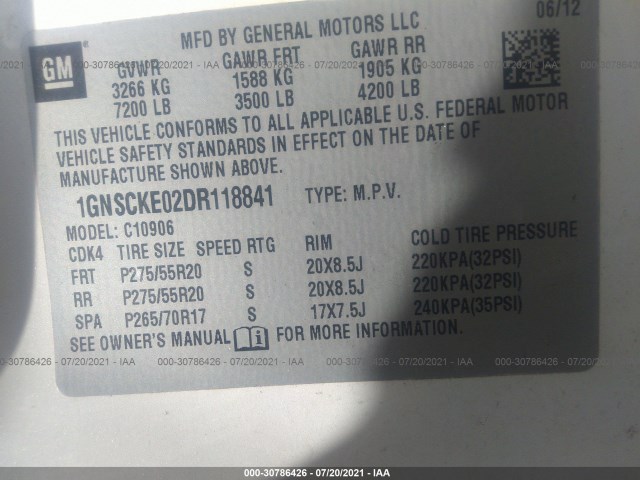 MFD BY GENERAL MOTORS LLC
06/12
GM
GVWR GAWR FRT GAWR RR
3266 KG 1588 KG 1905 KG
7200 LB 3500 LB 4200 LB
THIS VEHICLE CONFORMS TO ALL APPLICABLE U.S. FEDERAL MOTOR
VEHICLE SAFETY STANDARDS IN EFFECT ON THE DATE OF
MANUFACTURE SHOWN ABOVE.
1GNSCKE02DR118841 TYPE: M.P.V.
MODEL: C10906
CDK4 TIRE SIZE SPEED RTG RIM COLD TIRE PRESSURE
FRT P275/55R20 S 20X8.5J 220KPA(32PSI)
RR P275/55R20 S 20X8.5J 220KPA(32PSI)
SPA P265/70R17 S 17X7.5J 240KPA(35PSI)
SEE OWNER'S MANUAL FOR MORE INFORMATION.
000-30786426 - 07/20/2021 - IAA